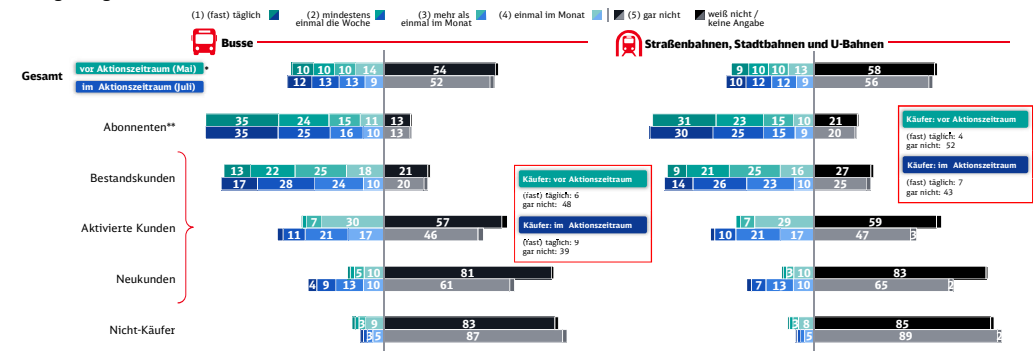 (1) (fast) täglich (2) mindestens einmal die Woche (3) mehr als einmal im Monat (4) einmal im Monat (5) gar nicht weiß nicht / keine Angabe
Busse
Straßenbahnen, Stadtbahnen und U-Bahnen
Gesamt
vor Aktionszeitraum (Mai) *
im Aktionszeitraum (Juli)
10 10 10 14 54
12 13 13 9 52
9 10 10 13 58
10 12 12 9 56
Abonnenten**
35 24 15 11 13
35 25 16 10 13
31 23 15 10 21
30 25 15 9 20
Bestandskunden
13 22 25 18 21
17 28 24 10 20
9 21 25 16 27
14 26 23 10 25
Aktivierte Kunden
7 30 57
11 21 17 46
7 29 59
10 21 17 47 3
Neukunden
5 10 81
4 9 13 10 61
3 10 83
7 13 10 65 2
Nicht-Käufer
3 9 83
3 5 87
3 8 85
5 89 2
Käufer: vor Aktionszeitraum
(fast) täglich: 6
gar nicht: 48
Käufer: im Aktionszeitraum
(fast) täglich: 9
gar nicht: 39
Käufer: vor Aktionszeitraum
(fast) täglich: 4
gar nicht: 52
Käufer: im Aktionszeitraum
(fast) täglich: 7
gar nicht: 43